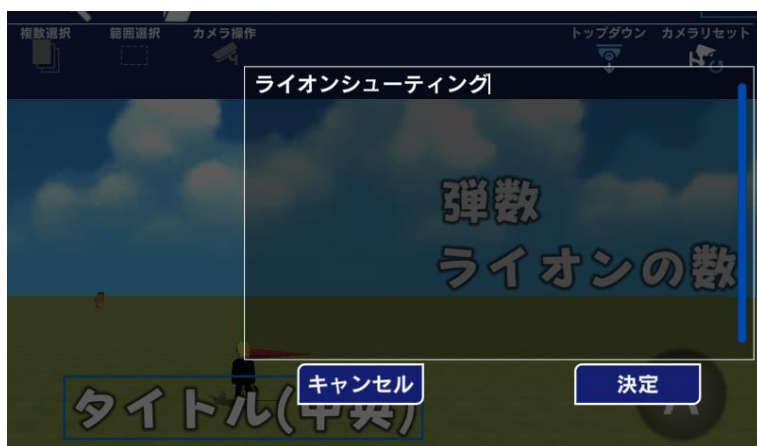 複数選択 範囲選択 カメラ操作 トップダウン カメラリセット
ライオンシューティング
弾数
ライオンの数
キャンセル 決定
タイトル(中央) A